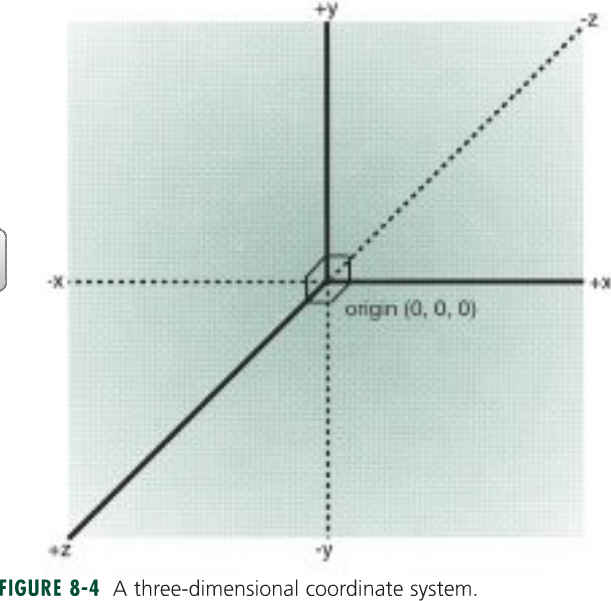 +y
-z
-x
+x
origin (0, 0, 0)
+z
-y
FIGURE 8-4 A three-dimensional coordinate system.